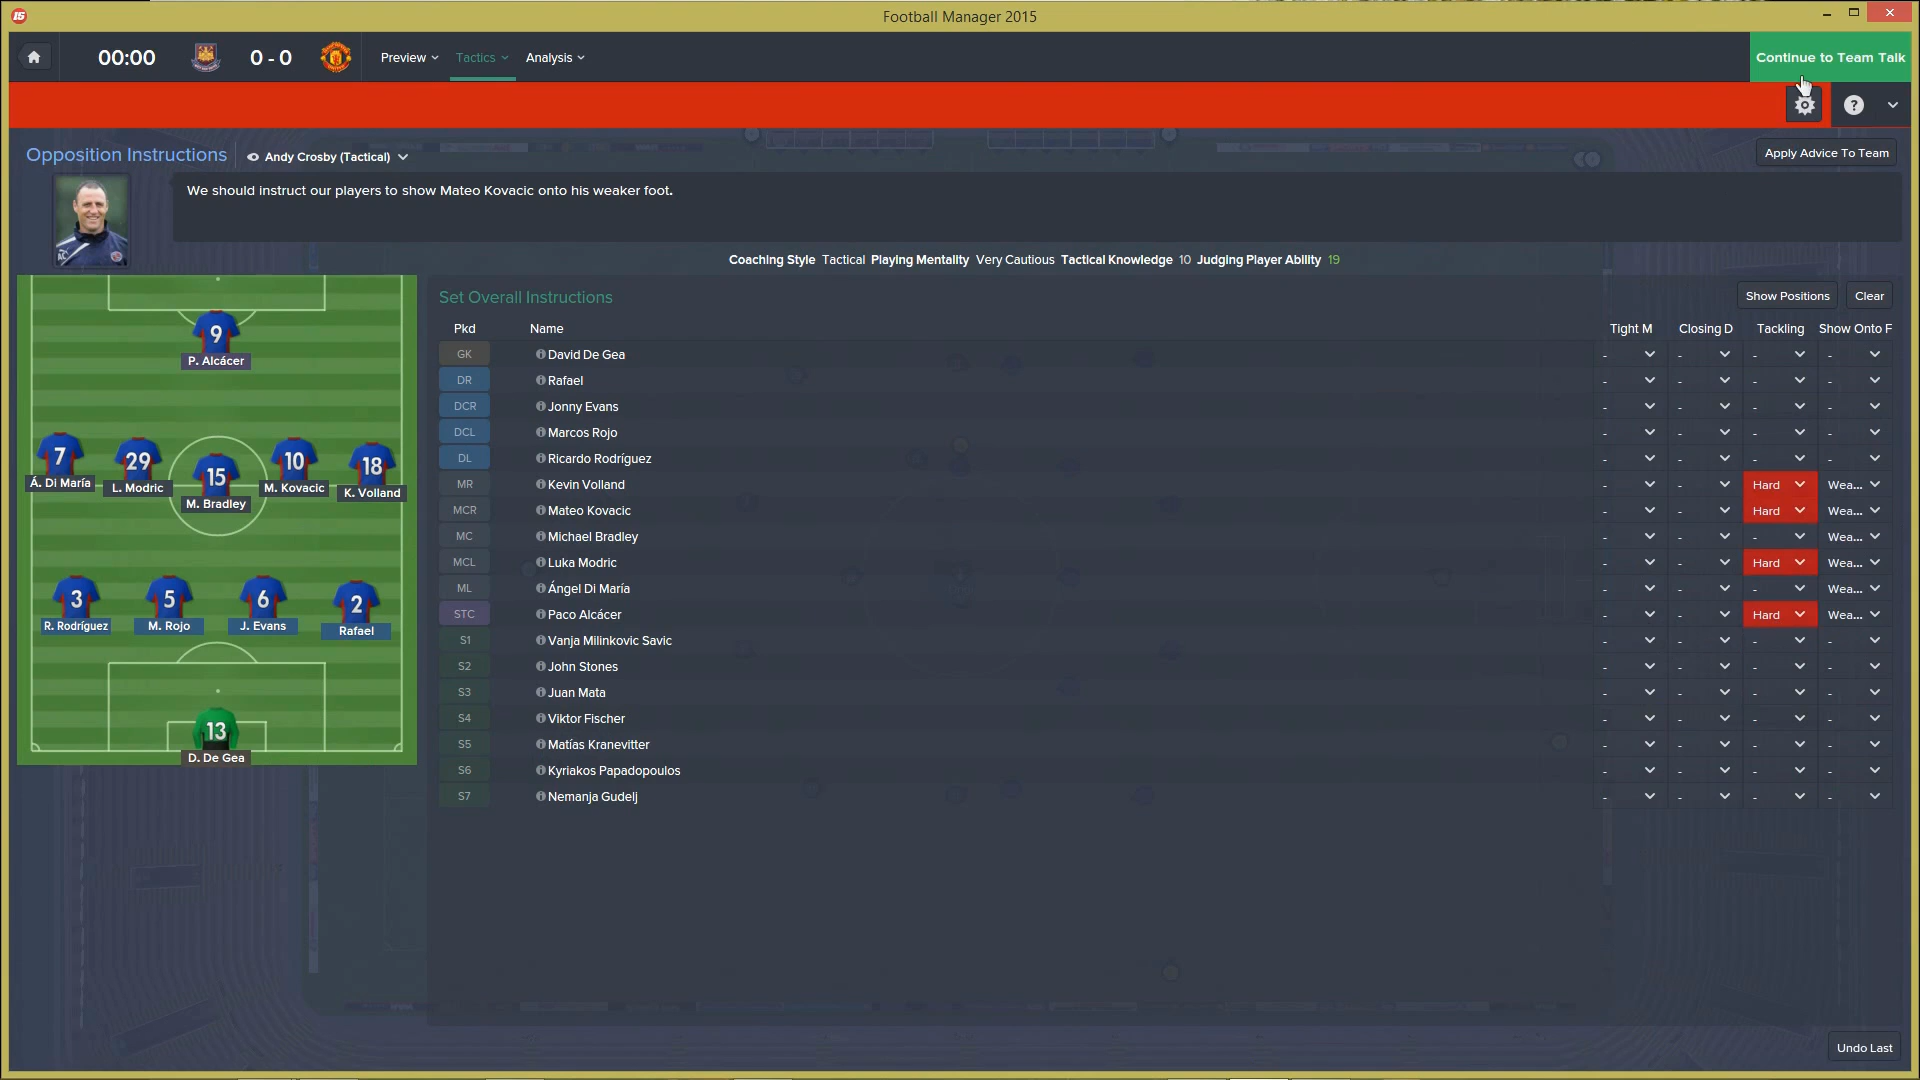 Football Manager 2015
00:00 0 - 0 Preview Tactics Analysis Continue to Team Talk
?
Opposition Instructions Andy Crosby (Tactical) Apply Advice To Team
We should instruct our players to show Mateo Kovacic onto his weaker foot.
Coaching Style Tactical Playing Mentality Very Cautious Tactical Knowledge 10 Judging Player Ability 19
9
P. Alcácer
7 29 15 10 18
Á. Di María L. Modric M. Bradley M. Kovacic K. Volland
3 5 6 2
R. Rodríguez M. Rojo J. Evans Rafael
13
D. De Gea
Set Overall Instructions Show Positions Clear
Pkd Name Tight M Closing D Tackling Show Onto F
GK David De Gea - - - -
DR Rafael - - - -
DCR Jonny Evans - - - -
DCL Marcos Rojo - - - -
DL Ricardo Rodríguez - - - -
MR Kevin Volland - - Hard Wea...
MCR Mateo Kovacic - - Hard Wea...
MC Michael Bradley - - - Wea...
MCL Luka Modric - - Hard Wea...
ML Ángel Di María - - - Wea...
STC Paco Alcácer - - Hard Wea...
S1 Vanja Milinkovic Savic - - - -
S2 John Stones - - - -
S3 Juan Mata - - - -
S4 Viktor Fischer - - - -
S5 Matías Kranevitter - - - -
S6 Kyriakos Papadopoulos - - - -
S7 Nemanja Gudelj - - - -
Undo Last